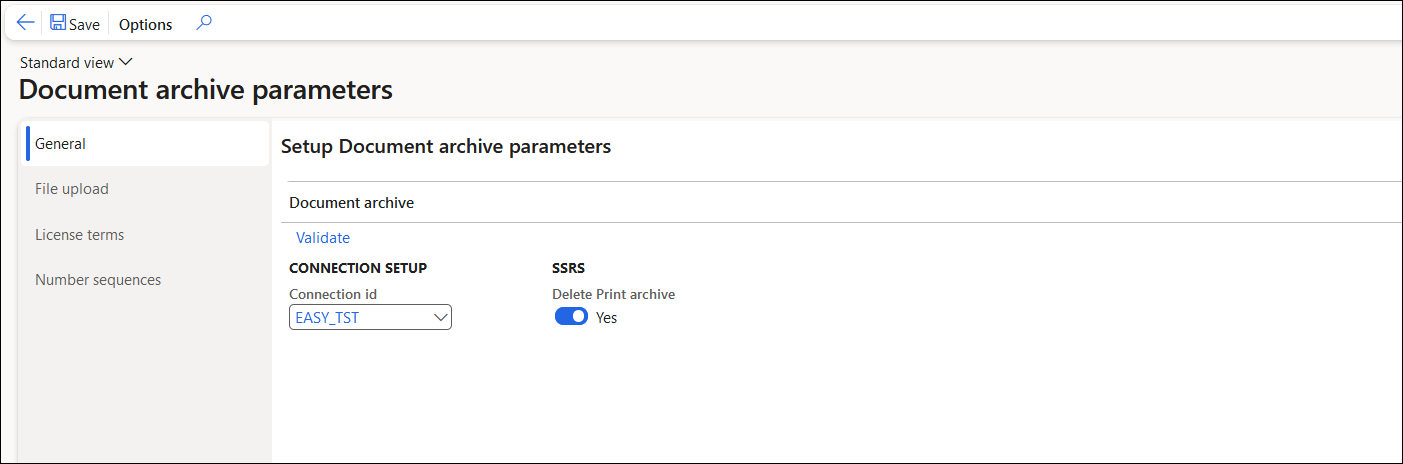 Save Options
Standard view
Document archive parameters
General
File upload
License terms
Number sequences
Setup Document archive parameters
Document archive
Validate
CONNECTION SETUP
Connection id
EASY_TST
SSRS
Delete Print archive
Yes